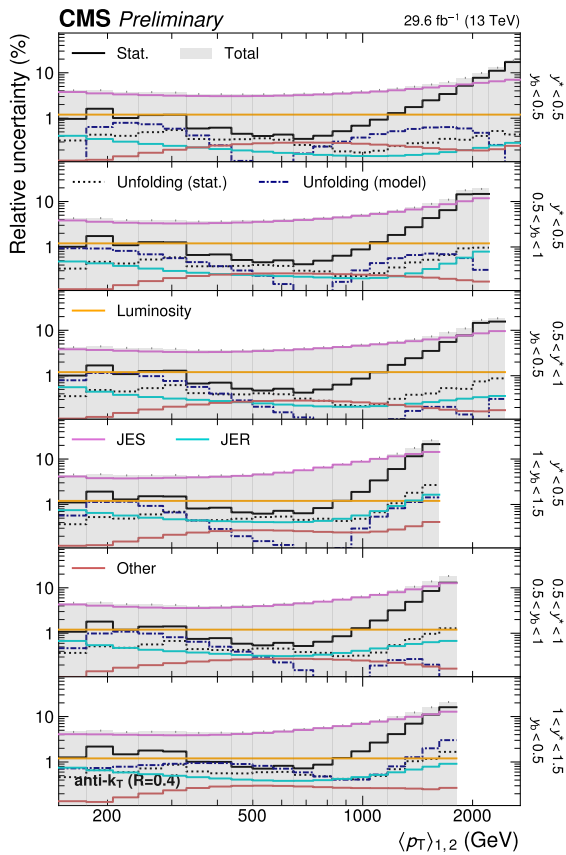 CMS Preliminary 29.6 fb⁻¹ (13 TeV)
Relative uncertainty (%)
Stat. Total
10
1
y* < 0.5
y_b < 0.5
Unfolding (stat.) Unfolding (model)
10
1
y* < 0.5
0.5 < y_b < 1
Luminosity
10
1
0.5 < y* < 1
y_b < 0.5
JES JER
10
1
y* < 0.5
1 < y_b < 1.5
Other
10
1
0.5 < y* < 1
0.5 < y_b < 1
10
1
1 < y* < 1.5
y_b < 0.5
anti-k_T (R=0.4)
200 500 1000 2000
⟨p_T⟩_1,2 (GeV)